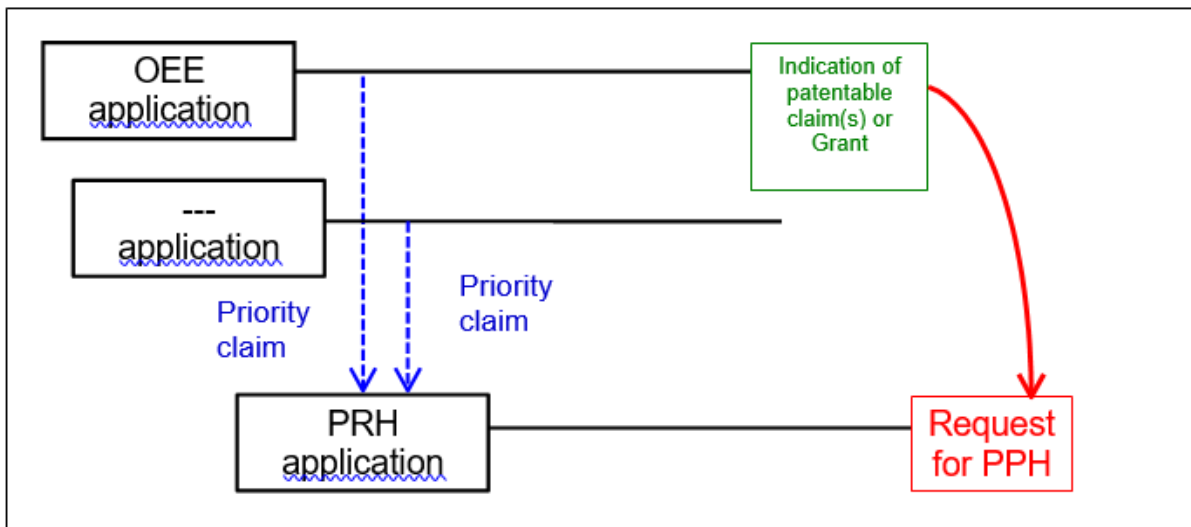 OEE
application
Indication of
patentable
claim(s) or
Grant
---
application
Priority
claim
Priority
claim
PRH
application
Request
for PPH